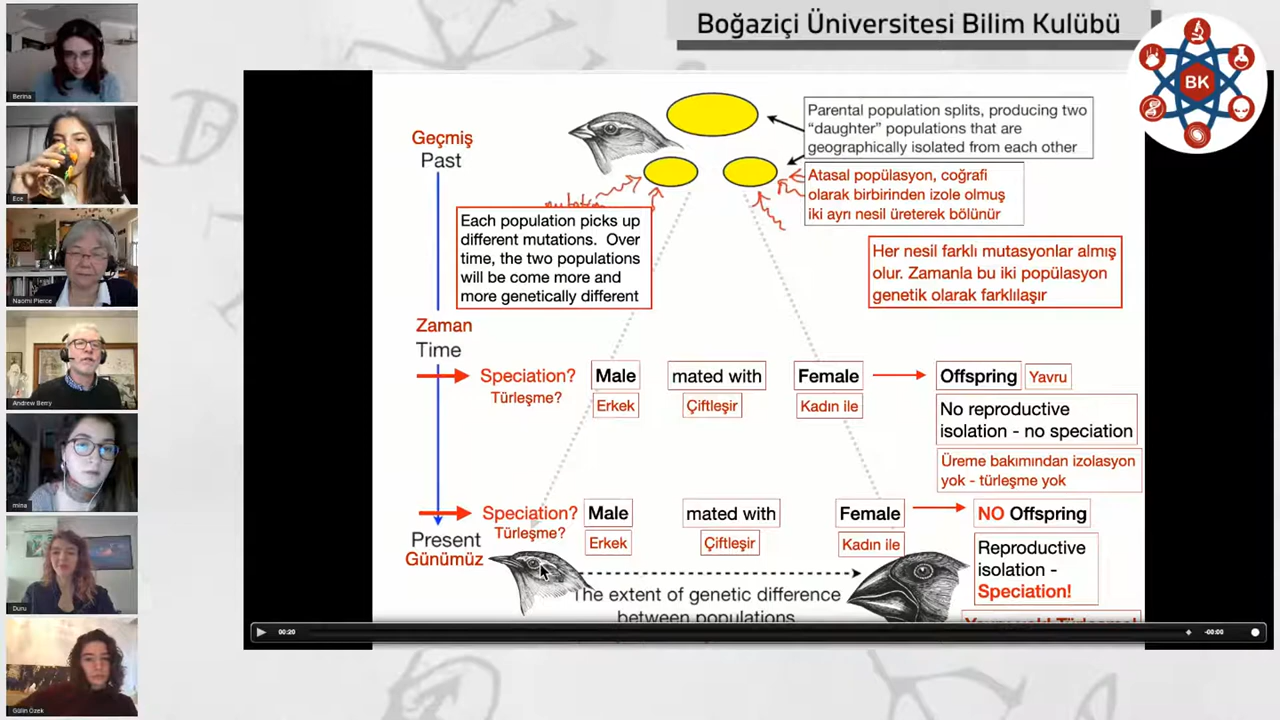 Boğaziçi Üniversitesi Bilim Kulübü
BK
Berina
Ece
Naomi Pierce
Andrew Berry
mina
Duru
Gülin Özek
Geçmiş
Past
Parental population splits, producing two
“daughter” populations that are
geographically isolated from each other
Atasal popülasyon, coğrafi
olarak birbirinden izole olmuş
iki ayrı nesil üreterek bölünür
Each population picks up
different mutations. Over
time, the two populations
will be come more and
more genetically different
Her nesil farklı mutasyonlar almış
olur. Zamanla bu iki popülasyon
genetik olarak farklılaşır
Zaman
Time
Speciation? Male mated with Female Offspring Yavru
Türleşme? Erkek Çiftleşir Kadın ile
No reproductive
isolation - no speciation
Üreme bakımından izolasyon
yok - türleşme yok
Speciation? Male mated with Female NO Offspring
Türleşme? Erkek Çiftleşir Kadın ile
Present
Günümüz
Reproductive
isolation -
Speciation!
The extent of genetic difference
between populations
00:20
-00:00